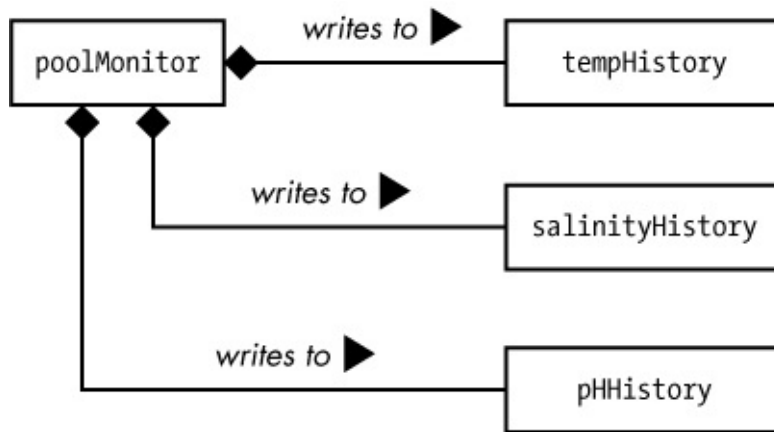 writes to
poolMonitor
tempHistory
writes to
salinityHistory
writes to
pHHistory